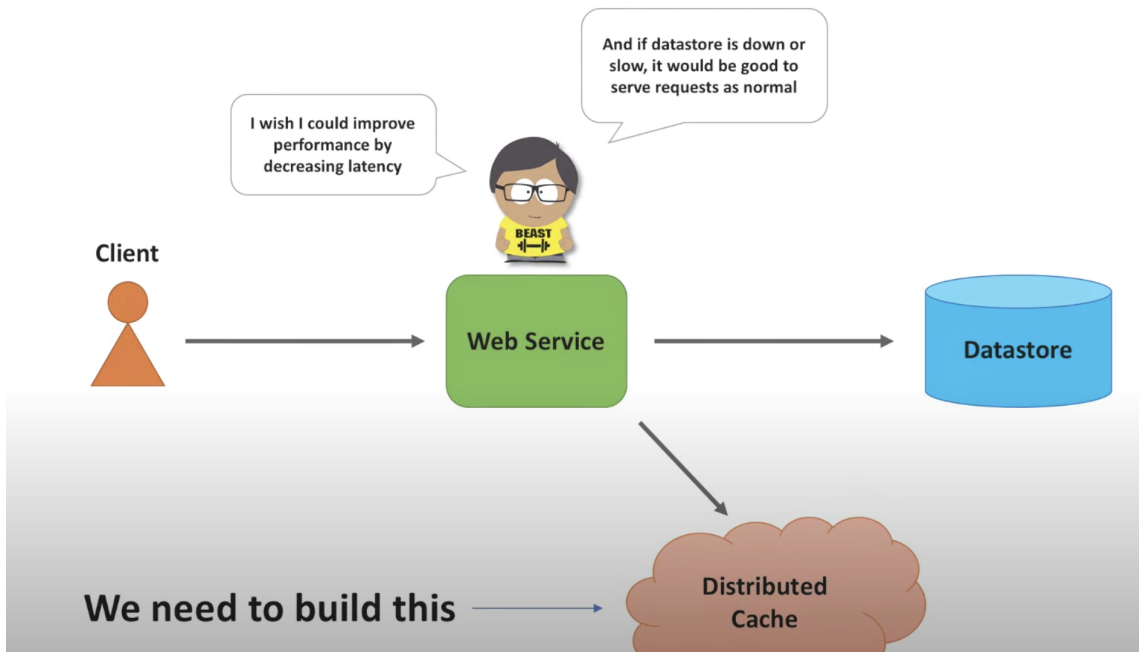 And if datastore is down or
slow, it would be good to
serve requests as normal
I wish I could improve
performance by
decreasing latency
BEAST
Client
Web Service
Datastore
Distributed
Cache
We need to build this